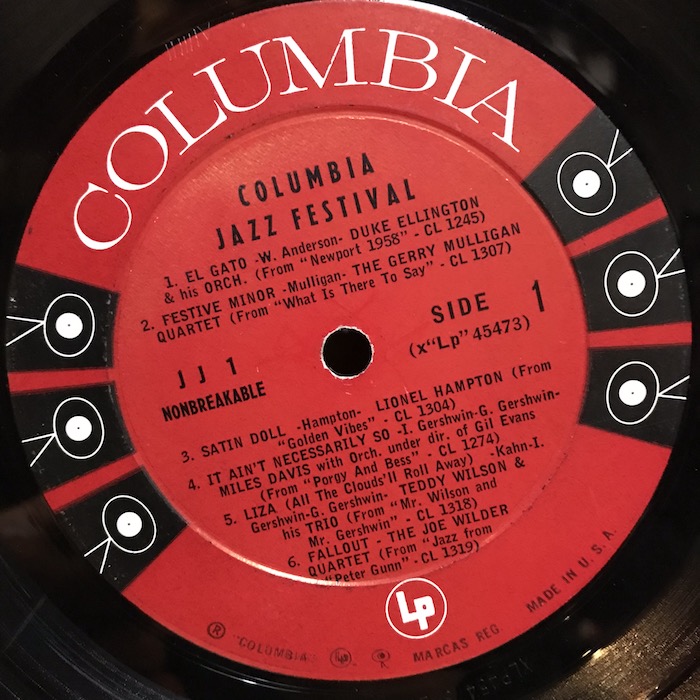 COLUMBIA
COLUMBIA
JAZZ FESTIVAL
1. EL GATO -W. Anderson- DUKE ELLINGTON
& his ORCH. (From "Newport 1958" - CL 1245)
2. FESTIVE MINOR -Mulligan- THE GERRY MULLIGAN
QUARTET (From "What Is There To Say" - CL 1307)
SIDE 1
(x"Lp" 45473)
J J 1
NONBREAKABLE
3. SATIN DOLL -Hampton- LIONEL HAMPTON (From
"Golden Vibes" - CL 1304)
4. IT AIN'T NECESSARILY SO -I. Gershwin-G. Gershwin-
MILES DAVIS with Orch. under dir. of Gil Evans
(From "Porgy And Bess" - CL 1274)
5. LIZA (All The Clouds'll Roll Away) -Kahn-I.
Gershwin-G. Gershwin- TEDDY WILSON &
his TRIO (From "Mr. Wilson and
Mr. Gershwin" - CL 1318)
6. FALLOUT - THE JOE WILDER
QUARTET (From "Jazz from
"Peter Gunn" - CL 1319)
Lp
® "COLUMBIA" Lp MARCAS REG MADE IN U.S.A.